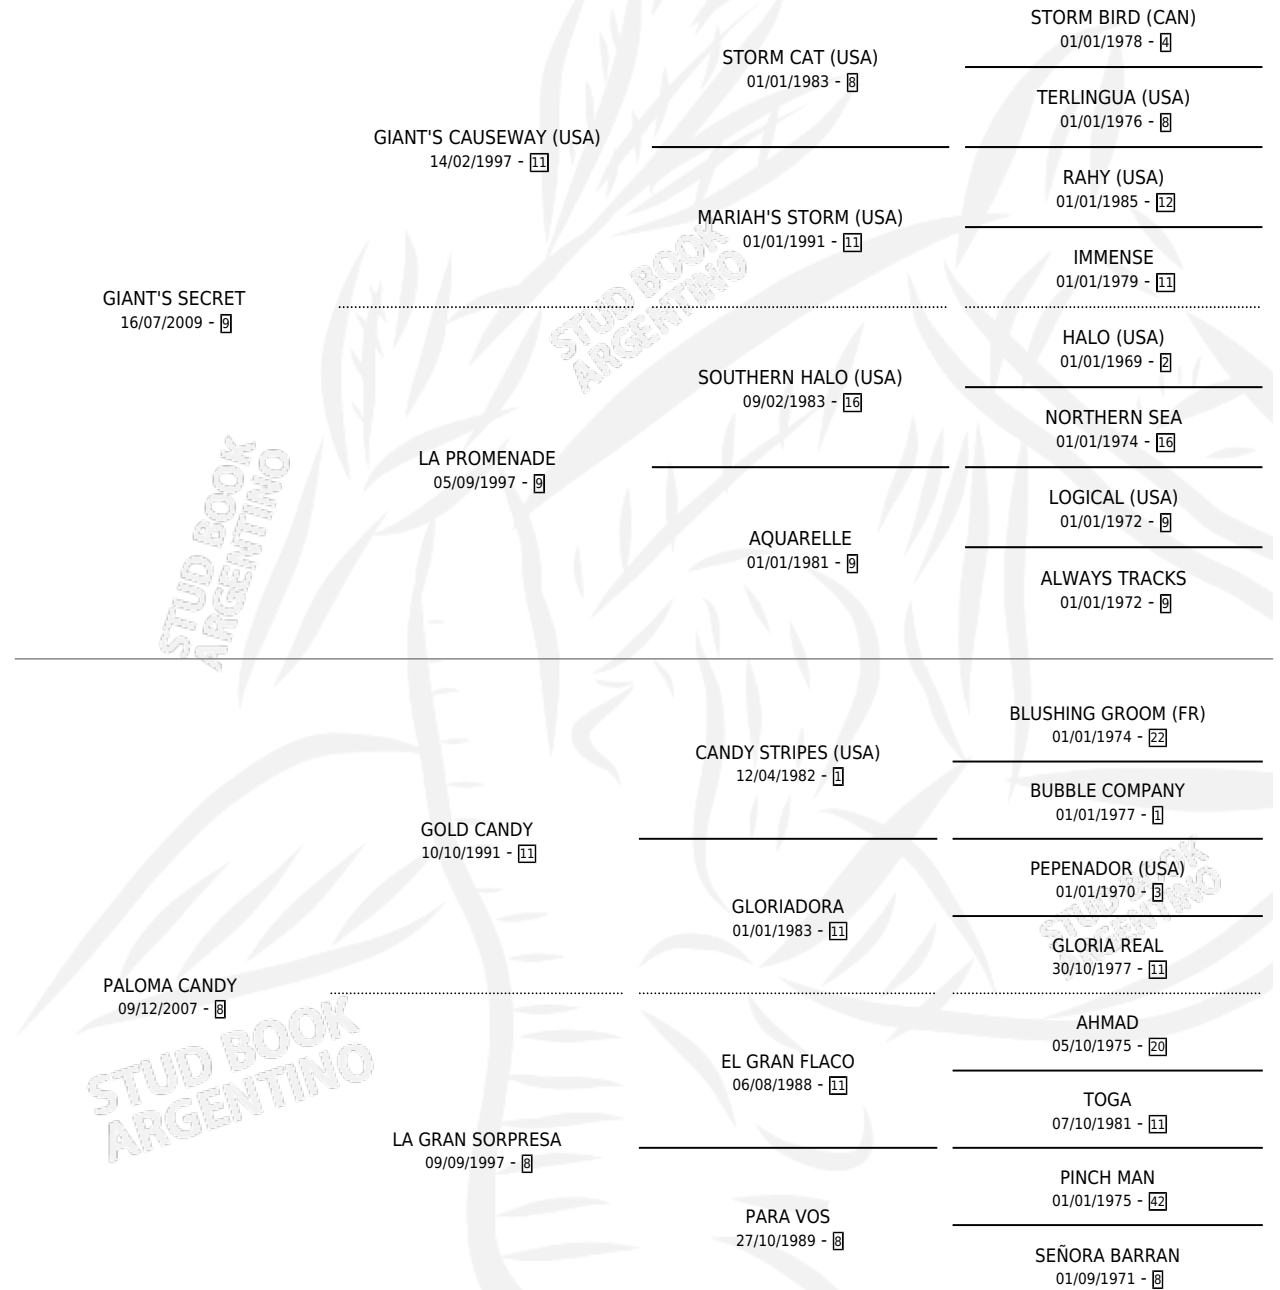 STORM BIRD (CAN)
01/01/1978 - 4
STORM CAT (USA)
01/01/1983 - 8
TERLINGUA (USA)
01/01/1976 - 8
GIANT'S CAUSEWAY (USA)
14/02/1997 - 11
RAHY (USA)
01/01/1985 - 12
MARIAH'S STORM (USA)
01/01/1991 - 11
IMMENSE
01/01/1979 - 11
GIANT'S SECRET
16/07/2009 - 9
HALO (USA)
01/01/1969 - 2
SOUTHERN HALO (USA)
09/02/1983 - 16
NORTHERN SEA
01/01/1974 - 16
LA PROMENADE
05/09/1997 - 9
LOGICAL (USA)
01/01/1972 - 9
AQUARELLE
01/01/1981 - 9
ALWAYS TRACKS
01/01/1972 - 9
STUD BOOK
ARGENTINO
STUD BOOK
ARGENTINO
BLUSHING GROOM (FR)
01/01/1974 - 22
CANDY STRIPES (USA)
12/04/1982 - 1
BUBBLE COMPANY
01/01/1977 - 1
GOLD CANDY
10/10/1991 - 11
PEPENADOR (USA)
01/01/1970 - 3
GLORIADORA
01/01/1983 - 11
GLORIA REAL
30/10/1977 - 11
STUD BOOK
ARGENTINO
PALOMA CANDY
09/12/2007 - 8
AHMAD
05/10/1975 - 20
EL GRAN FLACO
06/08/1988 - 11
TOGA
07/10/1981 - 11
STUD BOOK
ARGENTINO
LA GRAN SORPRESA
09/09/1997 - 8
PINCH MAN
01/01/1975 - 42
PARA VOS
27/10/1989 - 8
SEÑORA BARRAN
01/09/1971 - 8